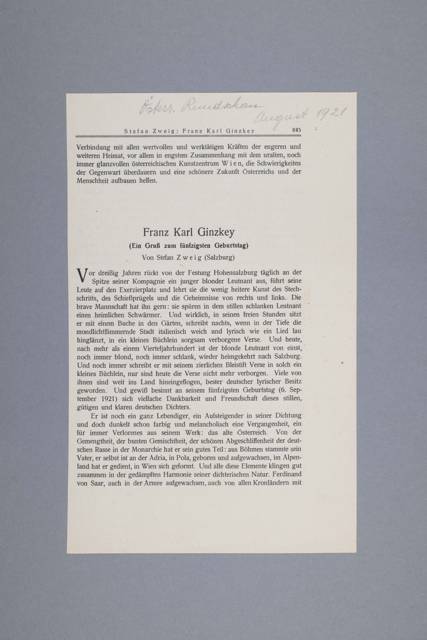 Österr. Rundschau
August 1921
Stefan Zweig: Franz Karl Ginzkey 885
Verbindung mit allen wertvollen und werktätigen Kräften der engeren und
weiteren Heimat, vor allem in engstem Zusammenhang mit dem uralten, noch
immer glanzvollen österreichischen Kunstzentrum Wien, die Schwierigkeiten
der Gegenwart überdauern und eine schönere Zukunft Österreichs und der
Menschheit aufbauen helfen.
Franz Karl Ginzkey
(Ein Gruß zum fünfzigsten Geburtstag)
Von Stefan Zweig (Salzburg)
Vor dreißig Jahren rückt von der Festung Hohensalzburg täglich an der
Spitze seiner Kompagnie ein junger blonder Leutnant aus, führt seine
Leute auf den Exerzierplatz und lehrt sie die wenig heitere Kunst des Stech-
schritts, des Schießprügels und die Geheimnisse von rechts und links. Die
brave Mannschaft hat ihn gern: sie spüren in dem stillen schlanken Leutnant
einen heimlichen Schwärmer. Und wirklich, in seinen freien Stunden sitzt
er mit einem Buche in den Gärten, schreibt nachts, wenn in der Tiefe die
mondlichtflimmernde Stadt italienisch weich und lyrisch wie ein Lied lau
hinglänzt, in ein kleines Büchlein sorgsam verborgene Verse. Und heute,
nach mehr als einem Vierteljahrhundert ist der blonde Leutnant von einst,
noch immer blond, noch immer schlank, wieder heimgekehrt nach Salzburg.
Und noch immer schreibt er mit seinem zierlichen Bleistift Verse in solch ein
kleines Büchlein, nur sind heute die Verse nicht mehr verborgen. Viele von
ihnen sind weit ins Land hineingeflogen, bester deutscher lyrischer Besitz
geworden. Und gewiß besinnt an seinem fünfzigsten Geburtstag (6. Sep-
tember 1921) sich vielfache Dankbarkeit und Freundschaft dieses stillen,
gütigen und klaren deutschen Dichters.
Er ist noch ein ganz Lebendiger, ein Aufsteigender in seiner Dichtung
und doch dunkelt schon farbig und melancholisch eine Vergangenheit, ein
für immer Verlorenes aus seinem Werk: das alte Österreich. Von der
Gemengtheit, der bunten Gemischtheit, der schönen Abgeschliffenheit der deut-
schen Rasse in der Monarchie hat er sein gutes Teil: aus Böhmen stammte sein
Vater, er selbst ist an der Adria, in Pola, geboren und aufgewachsen, im Alpen-
land hat er gedient, in Wien sich geformt. Und alle diese Elemente klingen gut
zusammen in der gedämpften Harmonie seiner dichterischen Natur. Ferdinand
von Saar, auch in der Armee aufgewachsen, auch von allen Kronländern mit